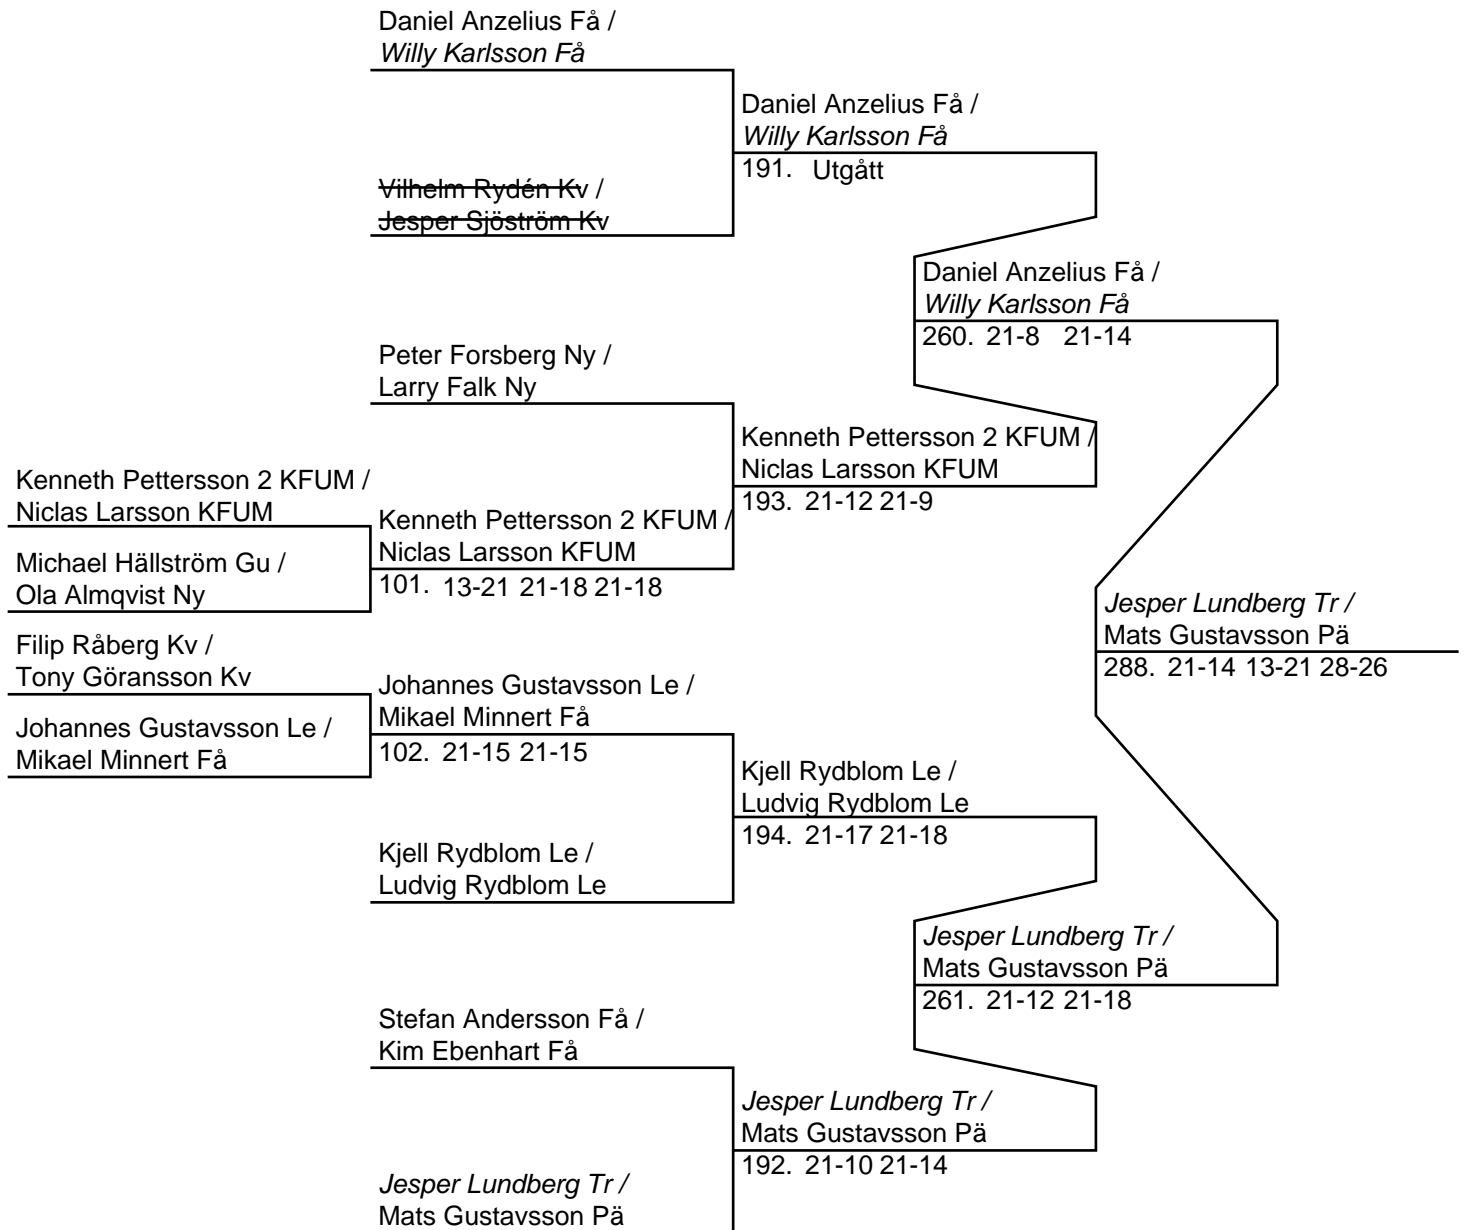 Daniel Anzelius Få /
Willy Karlsson Få
Daniel Anzelius Få /
Willy Karlsson Få
191. Utgått
Vilhelm Rydén Kv /
Jesper Sjöström Kv
Daniel Anzelius Få /
Willy Karlsson Få
260. 21-8 21-14
Peter Forsberg Ny /
Larry Falk Ny
Kenneth Pettersson 2 KFUM /
Niclas Larsson KFUM
193. 21-12 21-9
Kenneth Pettersson 2 KFUM /
Niclas Larsson KFUM
Kenneth Pettersson 2 KFUM /
Niclas Larsson KFUM
101. 13-21 21-18 21-18
Michael Hällström Gu /
Ola Almqvist Ny
Jesper Lundberg Tr /
Mats Gustavsson Pä
288. 21-14 13-21 28-26
Filip Råberg Kv /
Tony Göransson Kv
Johannes Gustavsson Le /
Mikael Minnert Få
102. 21-15 21-15
Johannes Gustavsson Le /
Mikael Minnert Få
Kjell Rydblom Le /
Ludvig Rydblom Le
194. 21-17 21-18
Kjell Rydblom Le /
Ludvig Rydblom Le
Jesper Lundberg Tr /
Mats Gustavsson Pä
261. 21-12 21-18
Stefan Andersson Få /
Kim Ebenhart Få
Jesper Lundberg Tr /
Mats Gustavsson Pä
192. 21-10 21-14
Jesper Lundberg Tr /
Mats Gustavsson Pä